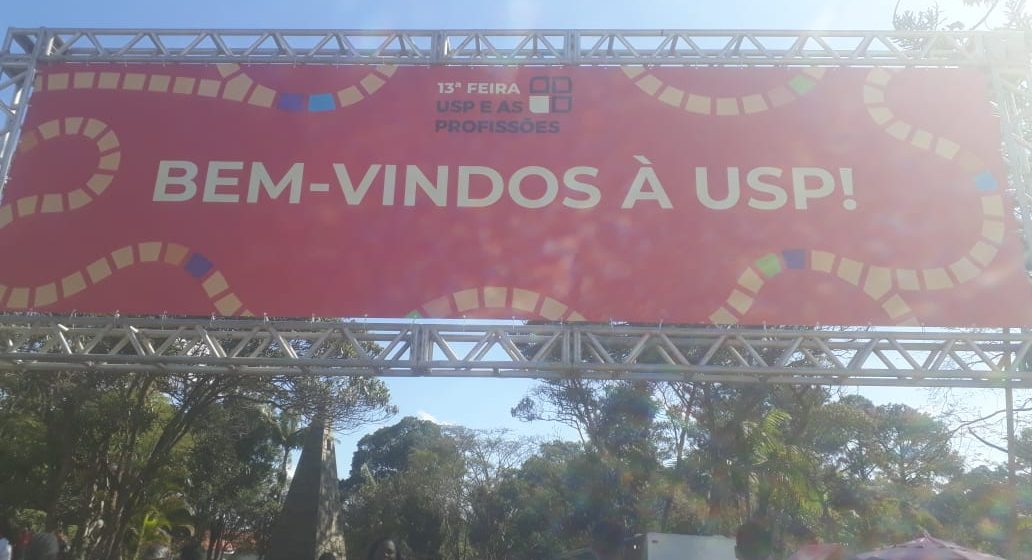 13ª FEIRA
USP E AS
PROFISSÕES
BEM-VINDOS À USP!